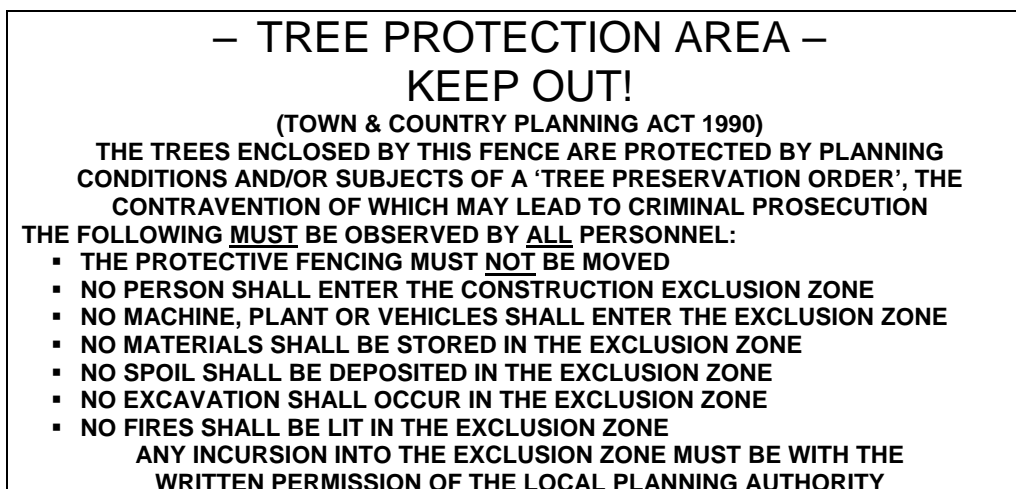 – TREE PROTECTION AREA –
KEEP OUT!
(TOWN & COUNTRY PLANNING ACT 1990)
THE TREES ENCLOSED BY THIS FENCE ARE PROTECTED BY PLANNING
CONDITIONS AND/OR SUBJECTS OF A ‘TREE PRESERVATION ORDER’, THE
CONTRAVENTION OF WHICH MAY LEAD TO CRIMINAL PROSECUTION
THE FOLLOWING MUST BE OBSERVED BY ALL PERSONNEL:
▪ THE PROTECTIVE FENCING MUST NOT BE MOVED
▪ NO PERSON SHALL ENTER THE CONSTRUCTION EXCLUSION ZONE
▪ NO MACHINE, PLANT OR VEHICLES SHALL ENTER THE EXCLUSION ZONE
▪ NO MATERIALS SHALL BE STORED IN THE EXCLUSION ZONE
▪ NO SPOIL SHALL BE DEPOSITED IN THE EXCLUSION ZONE
▪ NO EXCAVATION SHALL OCCUR IN THE EXCLUSION ZONE
▪ NO FIRES SHALL BE LIT IN THE EXCLUSION ZONE
ANY INCURSION INTO THE EXCLUSION ZONE MUST BE WITH THE
WRITTEN PERMISSION OF THE LOCAL PLANNING AUTHORITY